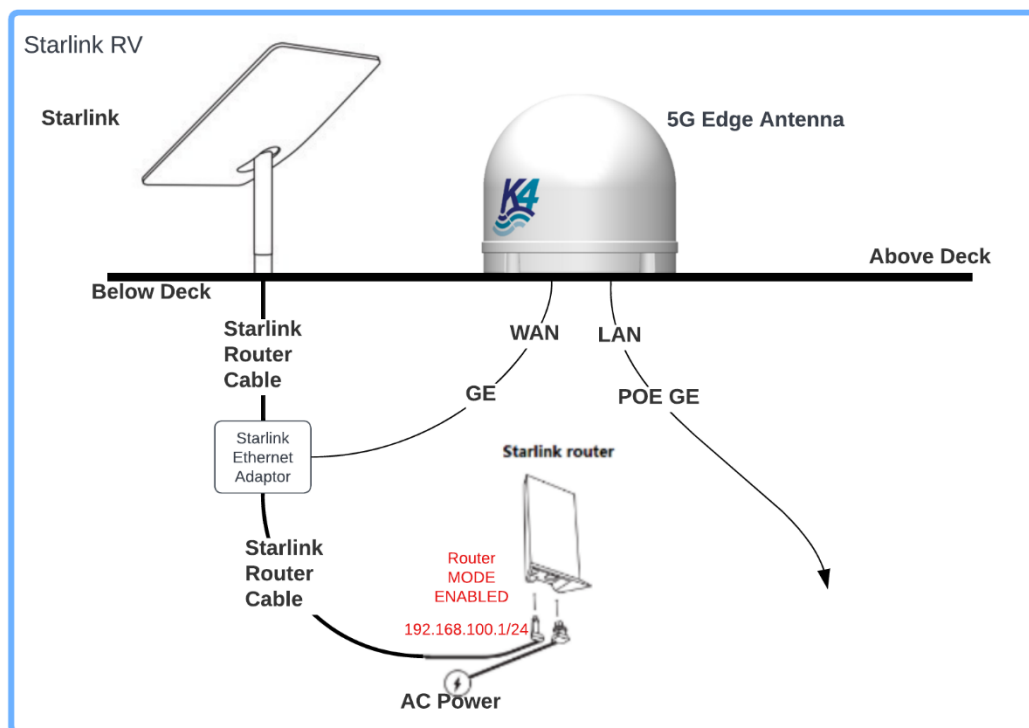 Starlink RV
Starlink
5G Edge Antenna
K4
Above Deck
Below Deck
Starlink
Router
Cable
WAN
LAN
GE
POE GE
Starlink
Ethernet
Adaptor
Starlink router
Starlink
Router
Cable
Router
MODE
ENABLED
192.168.100.1/24
AC Power